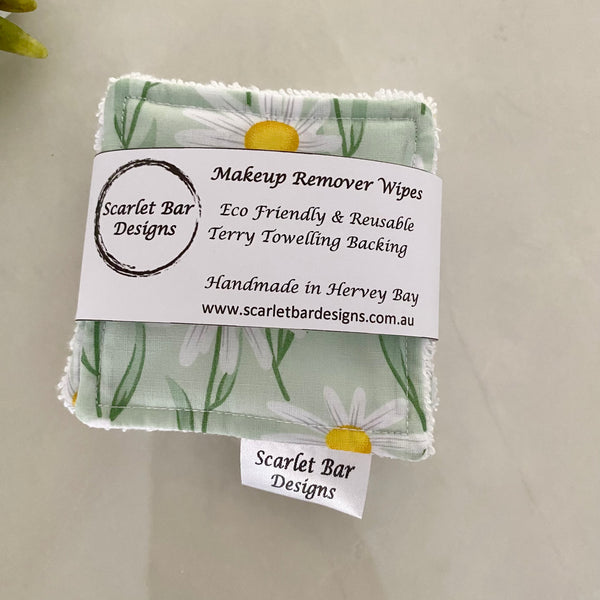 Scarlet Bar
Designs
Makeup Remover Wipes
Eco Friendly & Reusable
Terry Towelling Backing
Handmade in Hervey Bay
www.scarletbardesigns.com.au
Scarlet Bar
Designs